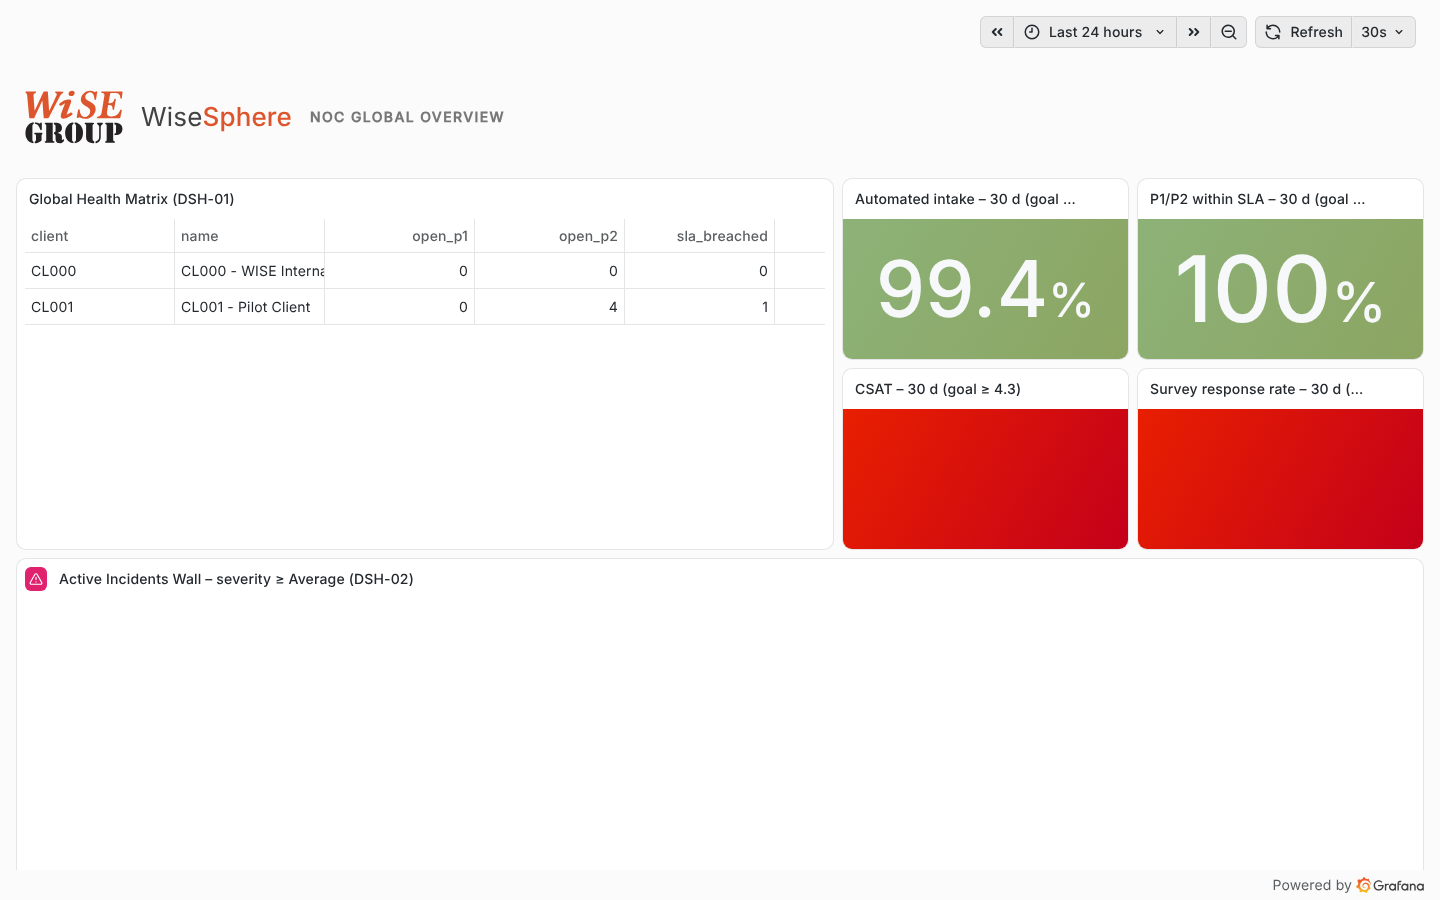 Last 24 hours
Refresh
30s
WiSE
GROUP
WiseSphere NOC GLOBAL OVERVIEW
Global Health Matrix (DSH-01)
client name open_p1 open_p2 sla_breached
CL000 CL000 - WISE Interna 0 0 0
CL001 CL001 - Pilot Client 0 4 1
Automated intake – 30 d (goal ...
99.4%
P1/P2 within SLA – 30 d (goal ...
100%
CSAT – 30 d (goal ≥ 4.3)
Survey response rate – 30 d (...
Active Incidents Wall – severity ≥ Average (DSH-02)
Powered by Grafana